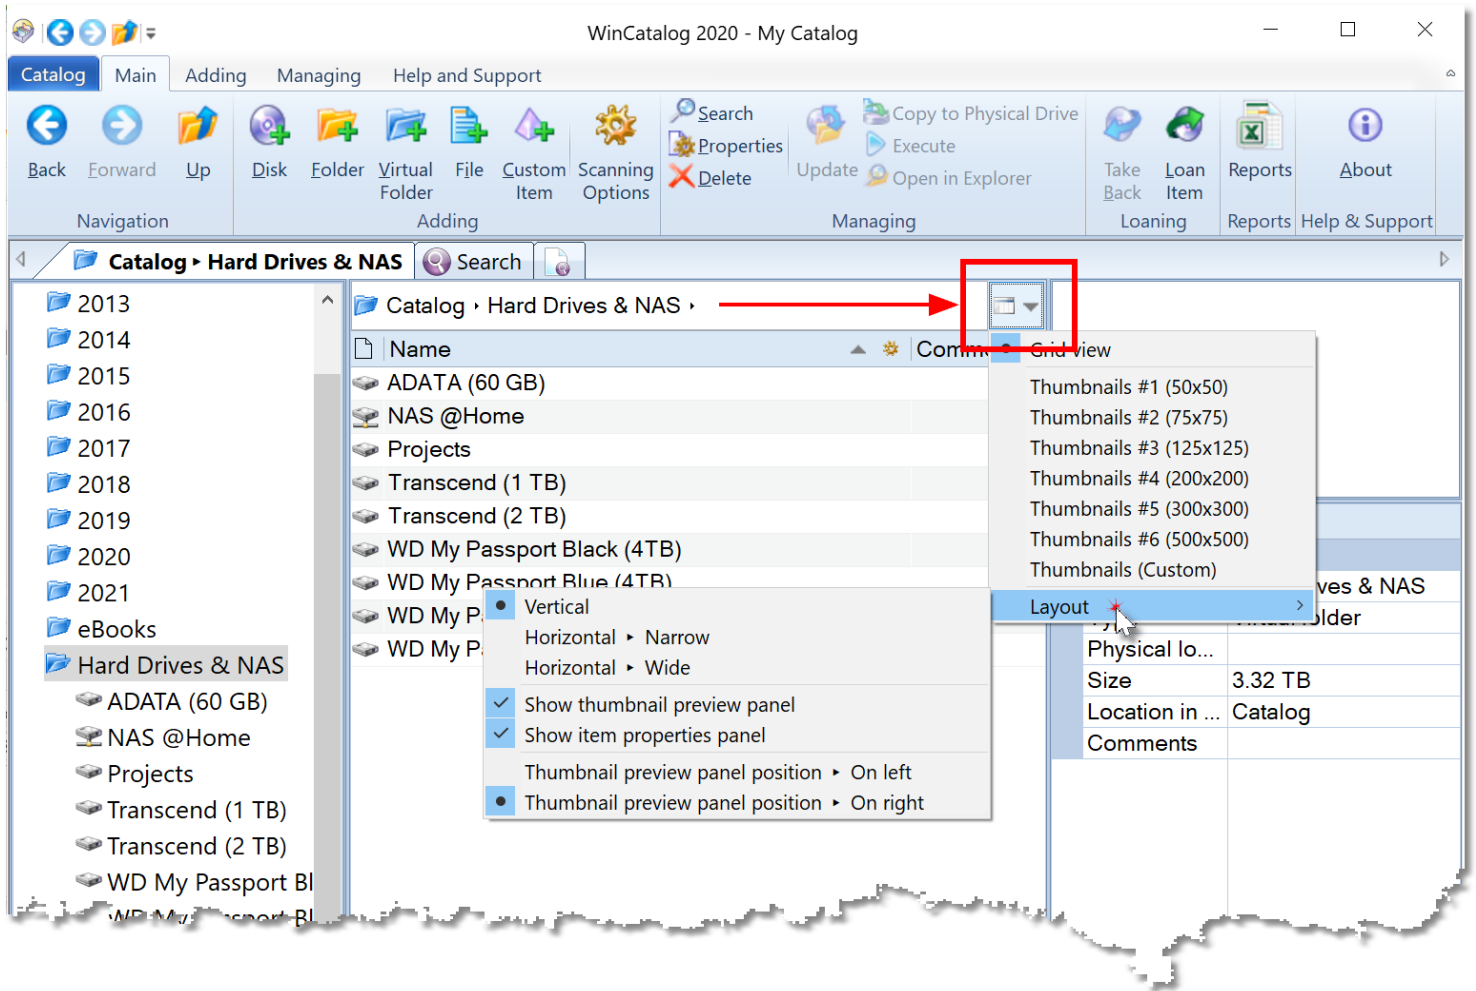 WinCatalog 2020 - My Catalog
Catalog Main Adding Managing Help and Support
Back Forward Up
Navigation
Disk Folder Virtual Folder File Custom Item Scanning Options
Adding
Search
Properties
Delete
Update
Copy to Physical Drive
Execute
Open in Explorer
Managing
Take Back Loan Item
Loaning
Reports
Reports
About
Help & Support
Catalog ‣ Hard Drives & NAS
Search
2013
2014
2015
2016
2017
2018
2019
2020
2021
eBooks
Hard Drives & NAS
ADATA (60 GB)
NAS @Home
Projects
Transcend (1 TB)
Transcend (2 TB)
WD My Passport Bl
WD My Passport Bl
Catalog ‣ Hard Drives & NAS ‣
Name Comm
ADATA (60 GB)
NAS @Home
Projects
Transcend (1 TB)
Transcend (2 TB)
WD My Passport Black (4TB)
WD My Passport Blue (4TB)
WD My P
WD My P
Grid view
Thumbnails #1 (50x50)
Thumbnails #2 (75x75)
Thumbnails #3 (125x125)
Thumbnails #4 (200x200)
Thumbnails #5 (300x300)
Thumbnails #6 (500x500)
Thumbnails (Custom)
Layout
Vertical
Horizontal ‣ Narrow
Horizontal ‣ Wide
Show thumbnail preview panel
Show item properties panel
Thumbnail preview panel position ‣ On left
Thumbnail preview panel position ‣ On right
ves & NAS
Physical lo...
Size 3.32 TB
Location in ... Catalog
Comments